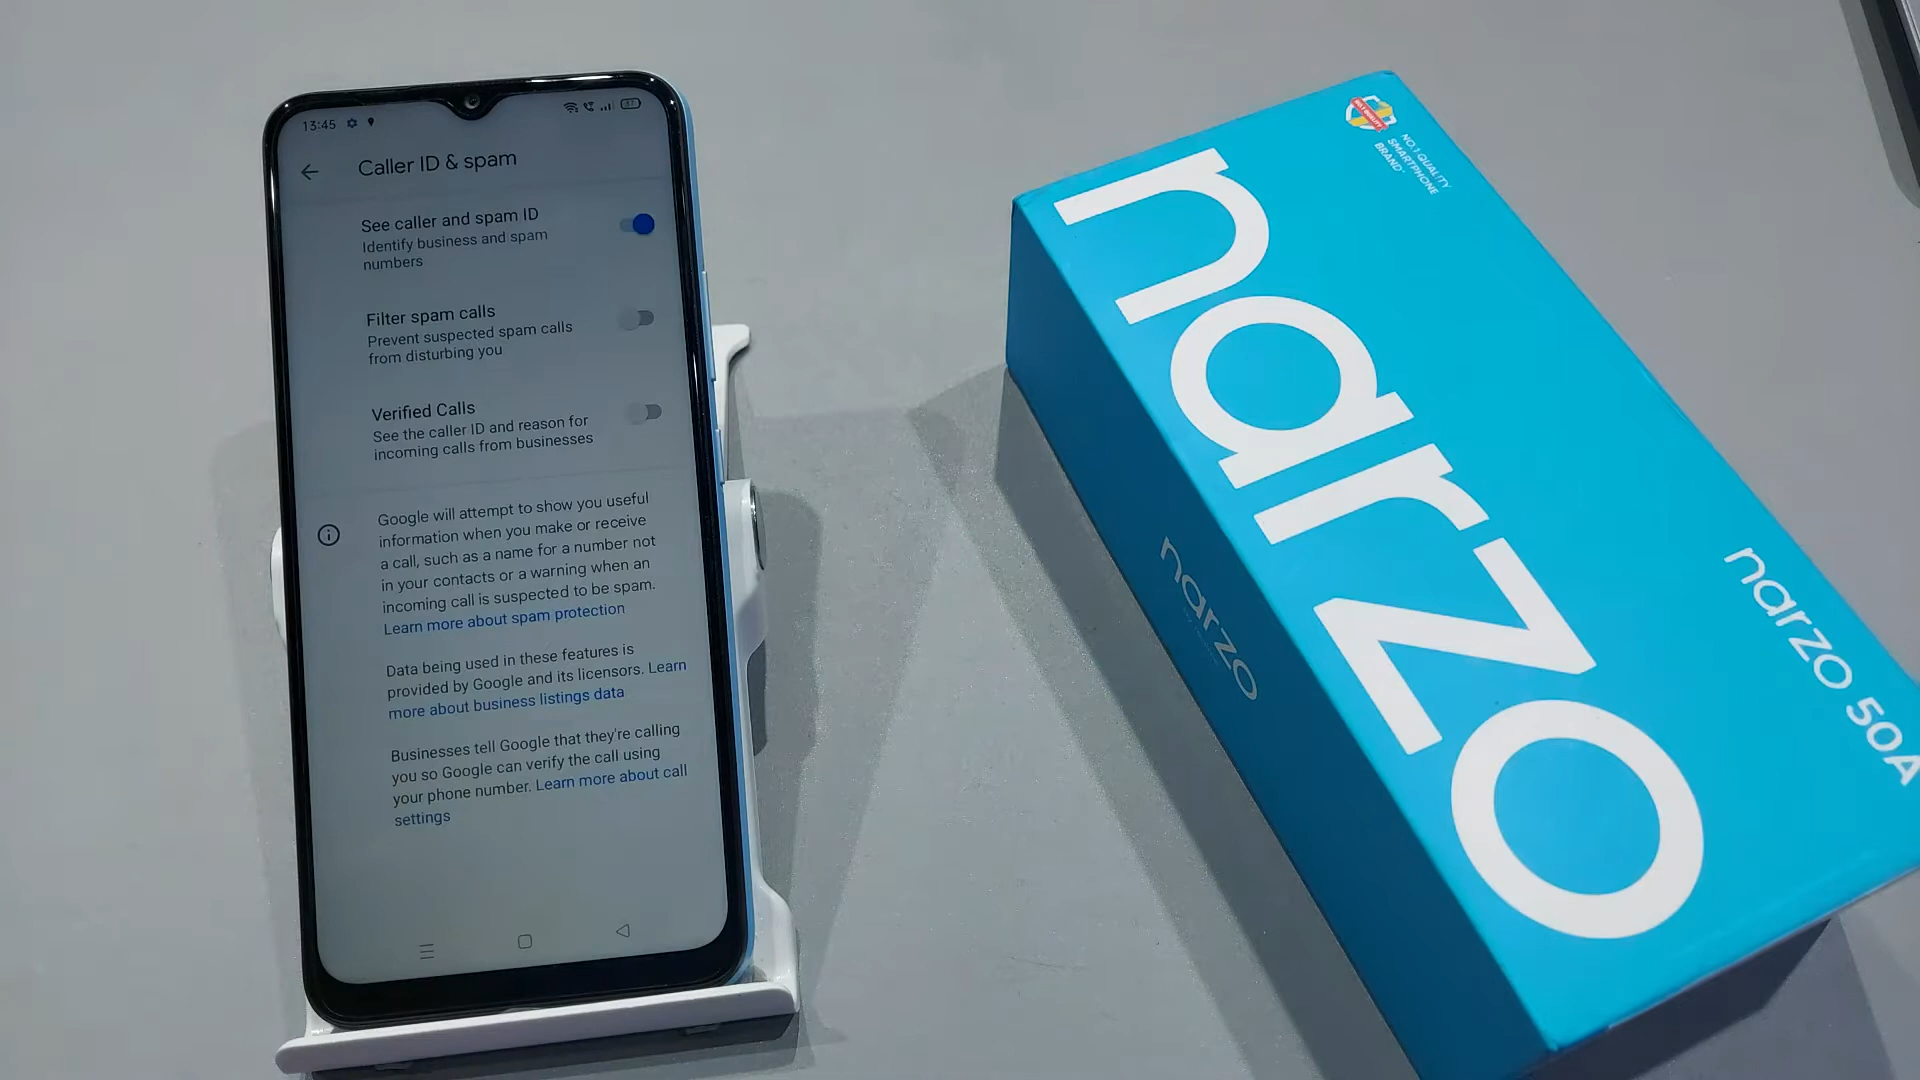 13:45
Caller ID & spam
See caller and spam ID
Identify business and spam
numbers
Filter spam calls
Prevent suspected spam calls
from disturbing you
Verified Calls
See the caller ID and reason for
incoming calls from businesses
Google will attempt to show you useful
information when you make or receive
a call, such as a name for a number not
in your contacts or a warning when an
incoming call is suspected to be spam.
Learn more about spam protection
Data being used in these features is
provided by Google and its licensors. Learn
more about business listings data
Businesses tell Google that they're calling
you so Google can verify the call using
your phone number. Learn more about call
settings
NO.1 QUALITY
NO.1 QUALITY
SMARTPHONE
BRAND*
narzo
narzo
narzo 50A